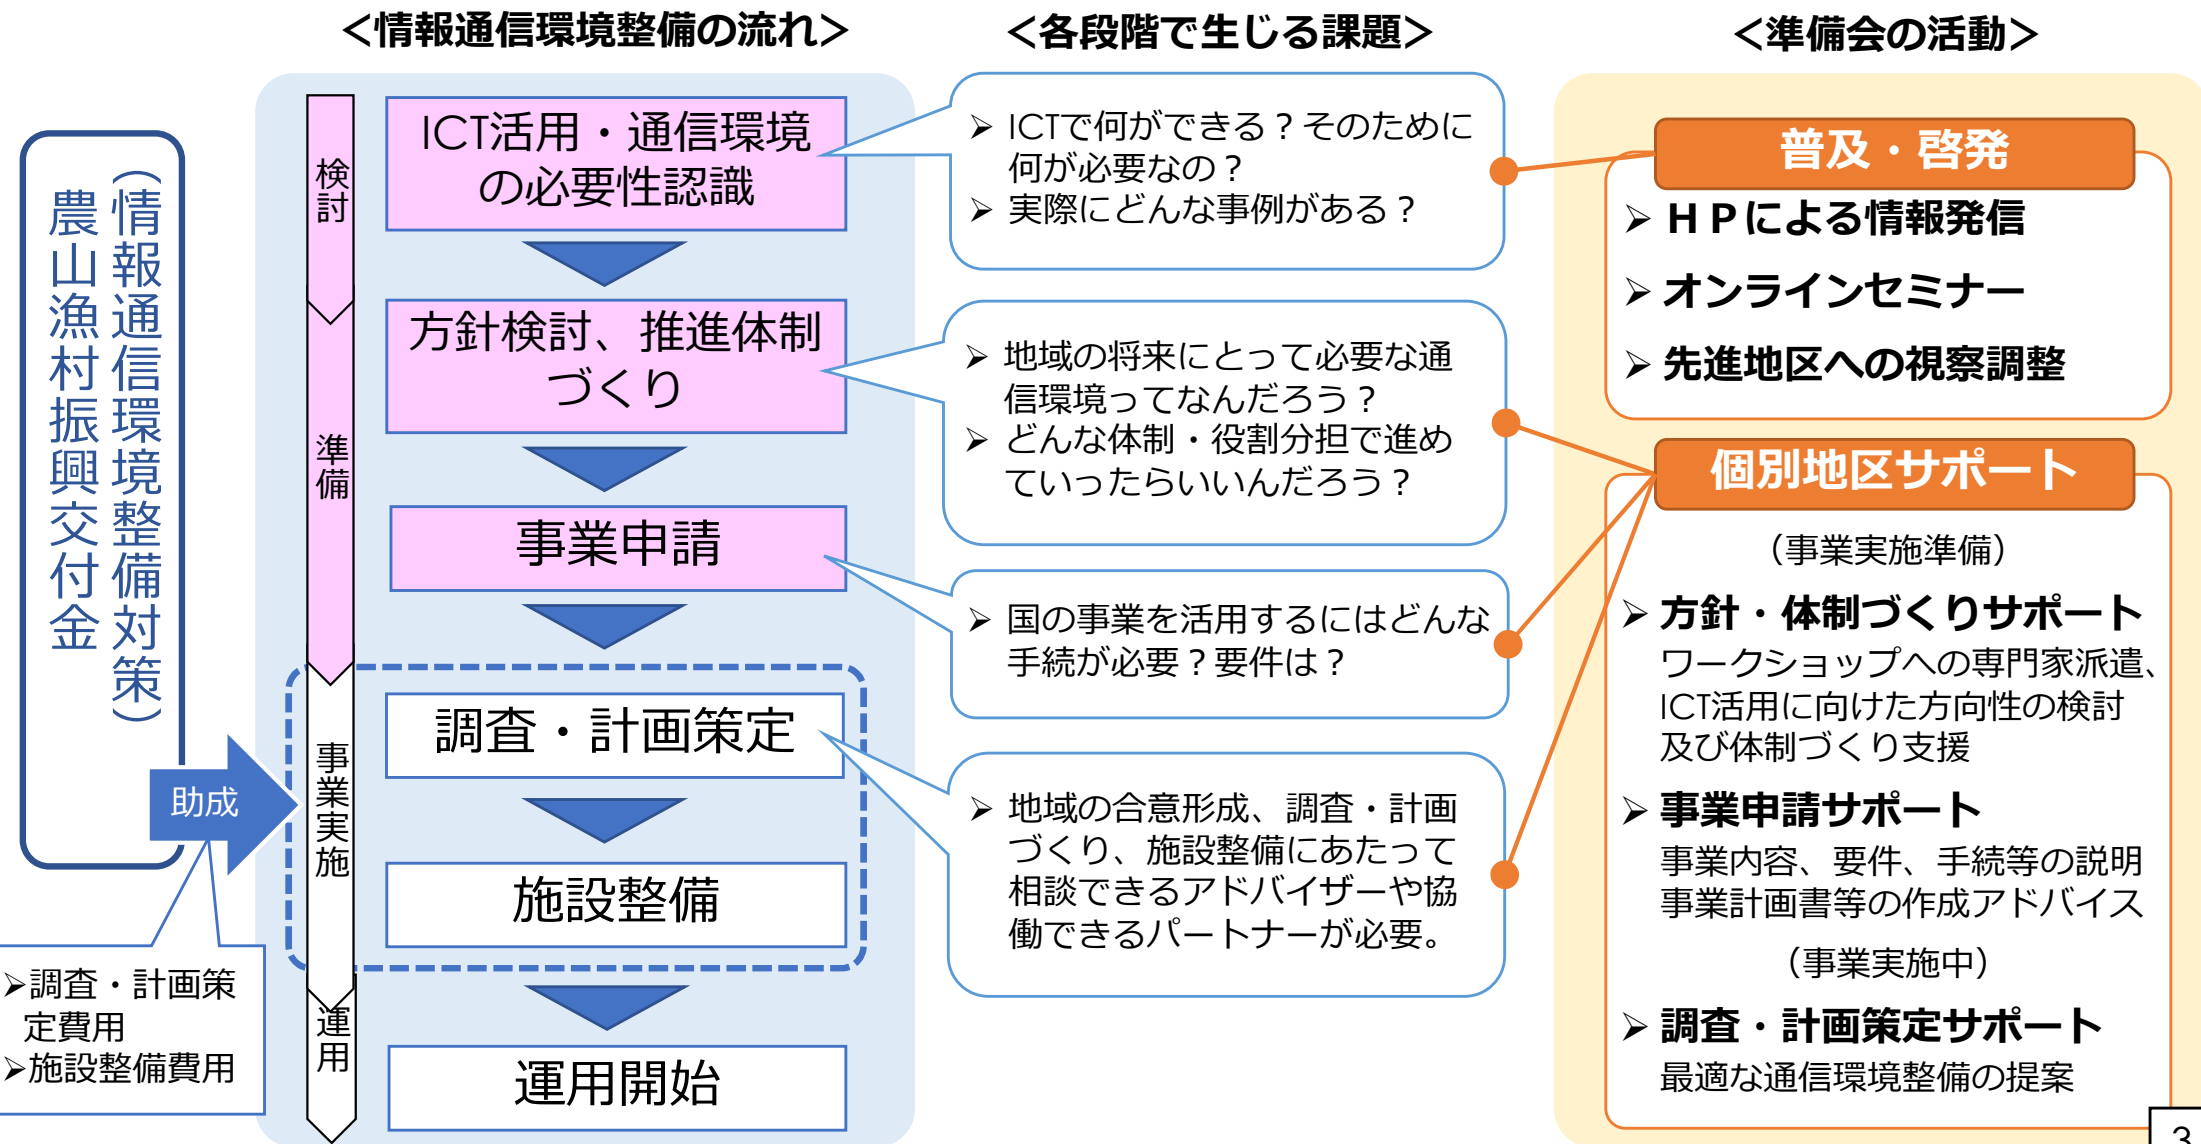 ＜情報通信環境整備の流れ＞
＜各段階で生じる課題＞
＜準備会の活動＞
農山漁村振興交付金
（情報通信環境整備対策）
助成
➢調査・計画策
定費用
➢施設整備費用
検討
準備
事業実施
運用
ICT活用・通信環境
の必要性認識
方針検討、推進体制
づくり
事業申請
調査・計画策定
施設整備
運用開始
➢ ICTで何ができる？そのために
何が必要なの？
➢ 実際にどんな事例がある？
➢ 地域の将来にとって必要な通
信環境ってなんだろう？
➢ どんな体制・役割分担で進め
ていったらいいんだろう？
➢ 国の事業を活用するにはどんな
手続が必要？要件は？
➢ 地域の合意形成、調査・計画
づくり、施設整備にあたって
相談できるアドバイザーや協
働できるパートナーが必要。
普及・啓発
➢ ＨＰによる情報発信
➢ オンラインセミナー
➢ 先進地区への視察調整
個別地区サポート
（事業実施準備）
➢ 方針・体制づくりサポート
ワークショップへの専門家派遣、
ICT活用に向けた方向性の検討
及び体制づくり支援
➢ 事業申請サポート
事業内容、要件、手続等の説明
事業計画書等の作成アドバイス
（事業実施中）
➢ 調査・計画策定サポート
最適な通信環境整備の提案
3